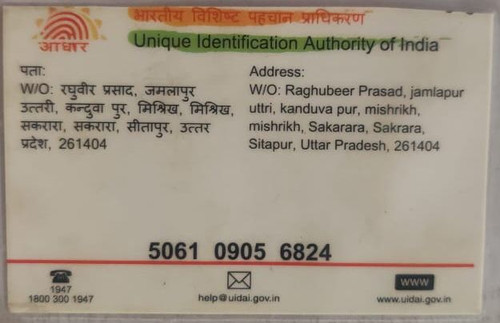 भारतीय विशिष्ट पहचान प्राधिकरण
Unique Identification Authority of India
आधार
पता:
W/O: रघुवीर प्रसाद, जमलापुर
उत्तरी, कन्दुवा पुर, मिश्रिख, मिश्रिख,
सकरारा, सकरारा, सीतापुर, उत्तर
प्रदेश, 261404
Address:
W/O: Raghubeer Prasad, jamlapur
uttri, kanduva pur, mishrikh,
mishrikh, Sakarara, Sakrara,
Sitapur, Uttar Pradesh, 261404
5061 0905 6824
1947
1800 300 1947
help@uidai.gov.in
www
www.uidai.gov.in